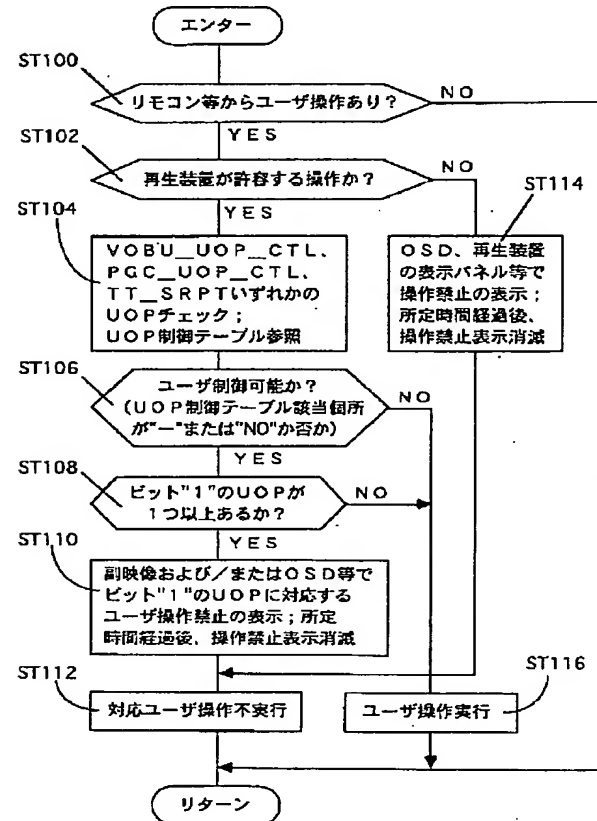 エンター
ST100
リモコン等からユーザ操作あり？
NO
YES
ST102
再生装置が許容する操作か？
NO
YES
ST104
VOBU_UOP_CTL、
PGC_UOP_CTL、
TT_SRPTいずれかの
UOPチェック；
UOP制御テーブル参照
ST114
OSD、再生装置
の表示パネル等で
操作禁止の表示；
所定時間経過後、
操作禁止表示消滅
ST106
ユーザ制御可能か？
（UOP制御テーブル該当個所
が"ー"または"NO"か否か）
NO
YES
ST108
ビット"1"のUOPが
1つ以上あるか？
NO
YES
ST110
副映像および／またはOSD等で
ビット"1"のUOPに対応する
ユーザ操作禁止の表示；所定
時間経過後、操作禁止表示消滅
ST112
対応ユーザ操作不実行
ST116
ユーザ操作実行
リターン